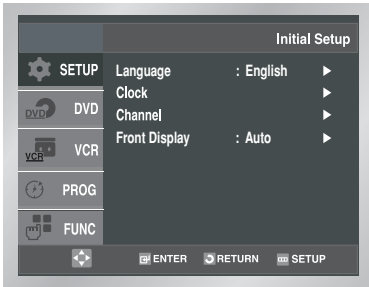 Initial Setup
SETUP
Language : English ►
Clock ►
Channel ►
Front Display : Auto ►
DVD DVD
VCR VCR
PROG
FUNC
ENTER RETURN SETUP